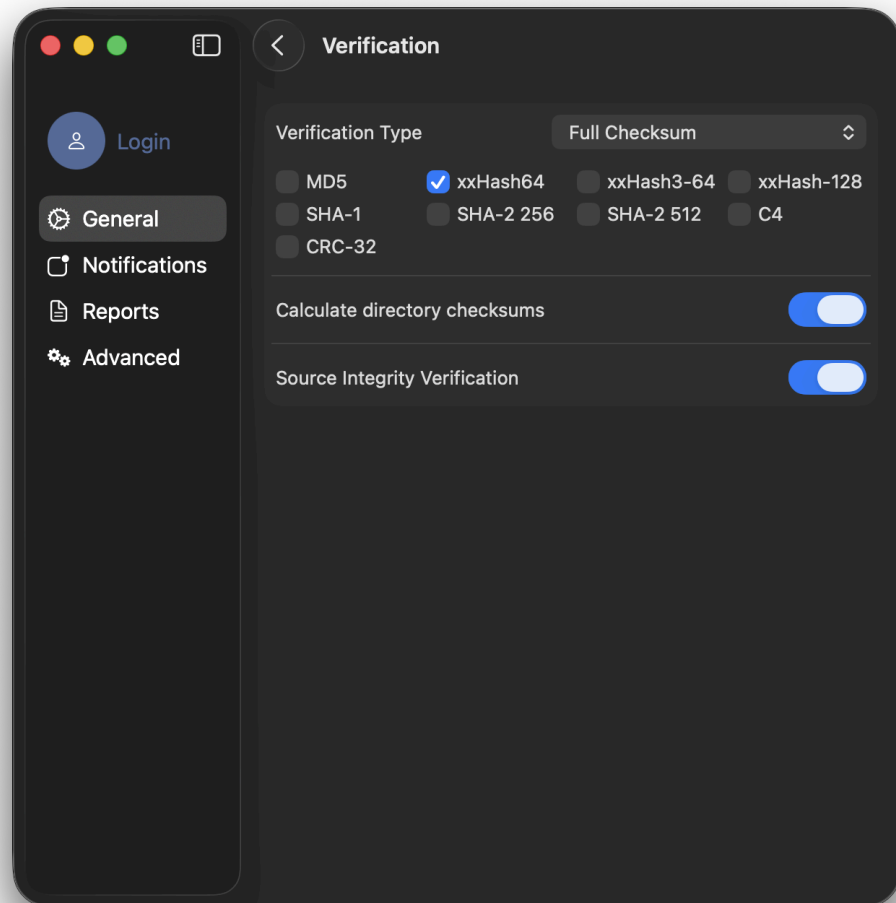 Verification
Login
General
Notifications
Reports
Advanced
Verification Type
Full Checksum
MD5
xxHash64
xxHash3-64
xxHash-128
SHA-1
SHA-2 256
SHA-2 512
C4
CRC-32
Calculate directory checksums
Source Integrity Verification